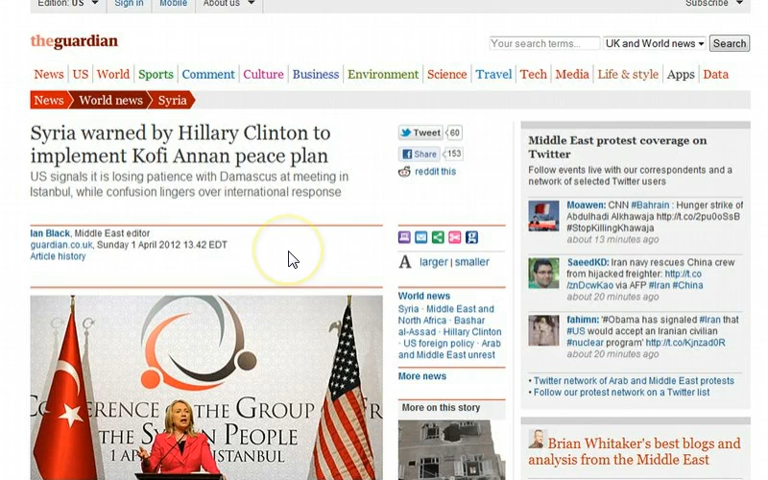 Edition: US
Sign in
Mobile
About us
Subscribe
theguardian
Your search terms...
UK and World news
Search
News US World Sports Comment Culture Business Environment Science Travel Tech Media Life & style Apps Data
News World news Syria
Syria warned by Hillary Clinton to
implement Kofi Annan peace plan
US signals it is losing patience with Damascus at meeting in
Istanbul, while confusion lingers over international response
Ian Black, Middle East editor
guardian.co.uk, Sunday 1 April 2012 13.42 EDT
Article history
Tweet 60
Share 153
reddit this
A larger | smaller
World news
Syria · Middle East and
North Africa · Bashar
al-Assad · Hillary Clinton
· US foreign policy · Arab
and Middle East unrest
More news
More on this story
CONFERENCE OF THE GROUP
THE SYRIAN PEOPLE
ISTANBUL
Middle East protest coverage on
Twitter
Follow events live with our correspondents and a
network of selected Twitter users
Moawen: CNN #Bahrain : Hunger strike of
Abdulhadi Alkhawaja http://t.co/2pu0oSsB
#StopKillingKhawaja
about 13 minutes ago
SaeedKD: Iran navy rescues China crew
from hijacked freighter: http://t.co
/znDcwKao via AFP #Iran #China
about 20 minutes ago
fahimn: '#Obama has signaled #Iran that
#US would accept an Iranian civilian
#nuclear program' http://t.co/Kjnzad0R
about 20 minutes ago
• Twitter network of Arab and Middle East protests
• Follow our protest network on a Twitter list
Brian Whitaker's best blogs and
analysis from the Middle East